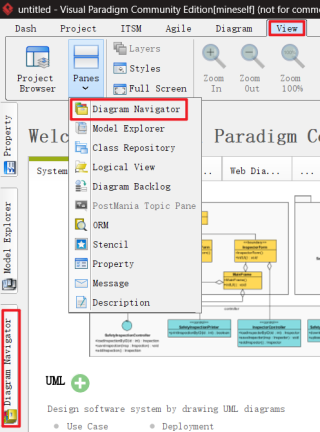 untitled - Visual Paradigm Community Edition[mineself] (not for comme
Dash Project ITSM Agile Diagram View
Project Browser
Panes
Layers
Styles
Full Screen
Zoom In
Zoom Out
Zoom 100%
Diagram Navigator
Model Explorer
Class Repository
Logical View
Diagram Backlog
PostMania Topic Pane
ORM
Stencil
Property
Message
Description
Property
Model Explorer
Diagram Navigator
Welc
Paradigm Co
System
..
Web Dia...
...
UML
Design software system by drawing UML diagrams
Use Case
Deployment